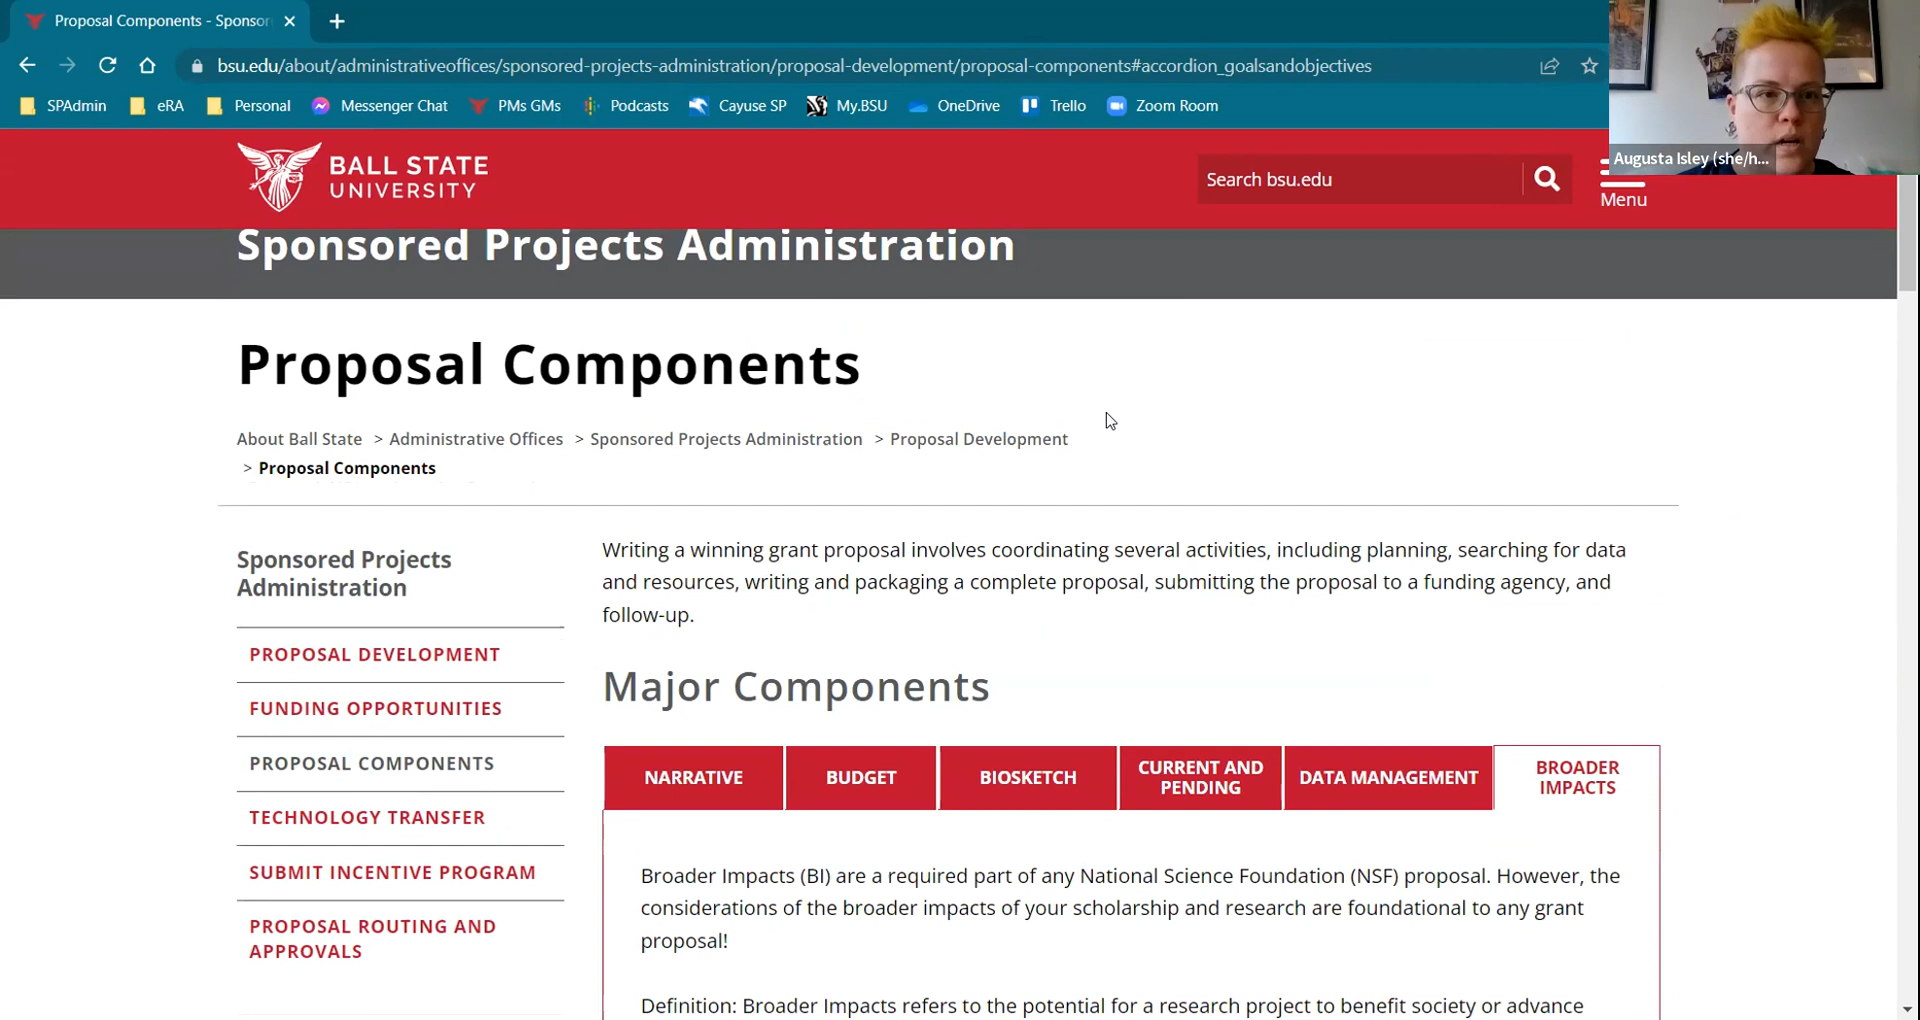 Proposal Components - Sponsor
bsu.edu/about/administrativeoffices/sponsored-projects-administration/proposal-development/proposal-components#accordion_goalsandobjectives
SPAdmin eRA Personal Messenger Chat PMs GMs Podcasts Cayuse SP My.BSU OneDrive Trello Zoom Room
Augusta Isley (she/h...
BALL STATE
UNIVERSITY
Search bsu.edu
Menu
Sponsored Projects Administration
Proposal Components
About Ball State > Administrative Offices > Sponsored Projects Administration > Proposal Development
> Proposal Components
Sponsored Projects
Administration
PROPOSAL DEVELOPMENT
FUNDING OPPORTUNITIES
PROPOSAL COMPONENTS
TECHNOLOGY TRANSFER
SUBMIT INCENTIVE PROGRAM
PROPOSAL ROUTING AND
APPROVALS
Writing a winning grant proposal involves coordinating several activities, including planning, searching for data
and resources, writing and packaging a complete proposal, submitting the proposal to a funding agency, and
follow-up.
Major Components
NARRATIVE
BUDGET
BIOSKETCH
CURRENT AND
PENDING
DATA MANAGEMENT
BROADER
IMPACTS
Broader Impacts (BI) are a required part of any National Science Foundation (NSF) proposal. However, the
considerations of the broader impacts of your scholarship and research are foundational to any grant
proposal!
Definition: Broader Impacts refers to the potential for a research project to benefit society or advance